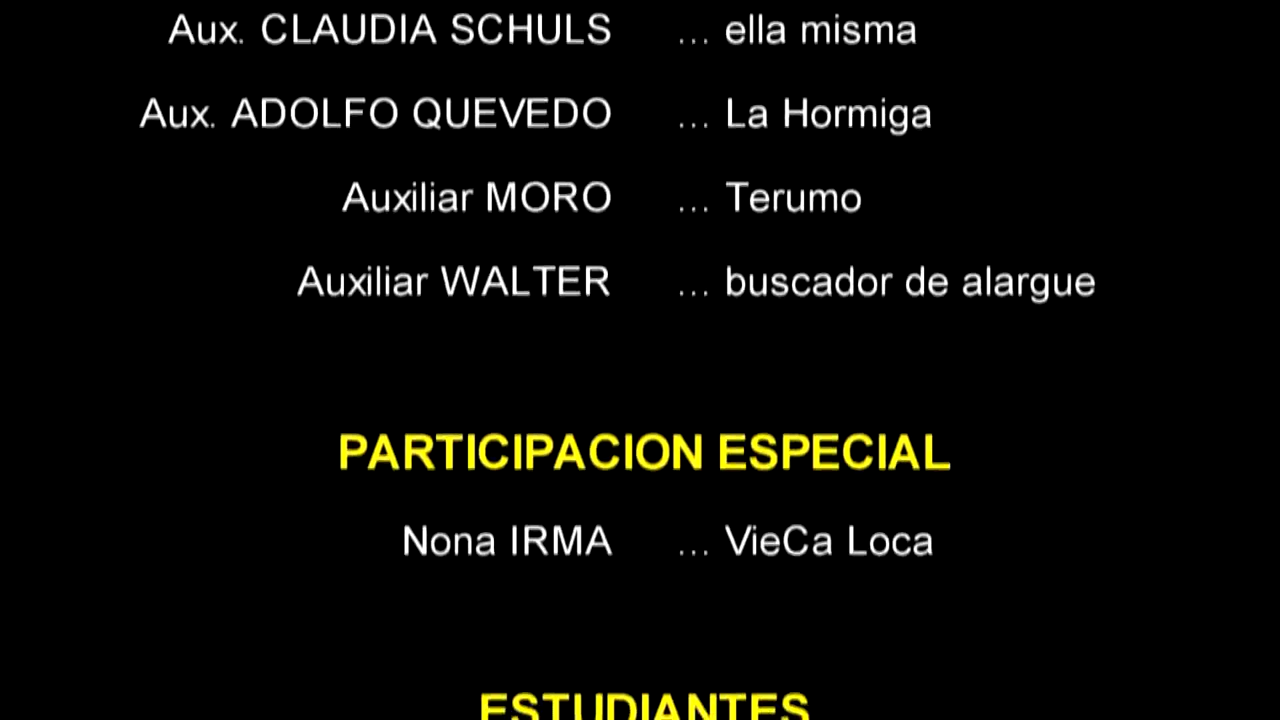 Aux. CLAUDIA SCHULS ... ella misma
Aux. ADOLFO QUEVEDO ... La Hormiga
Auxiliar MORO ... Terumo
Auxiliar WALTER ... buscador de alargue
PARTICIPACION ESPECIAL
Nona IRMA ... VieCa Loca
ESTUDIANTES